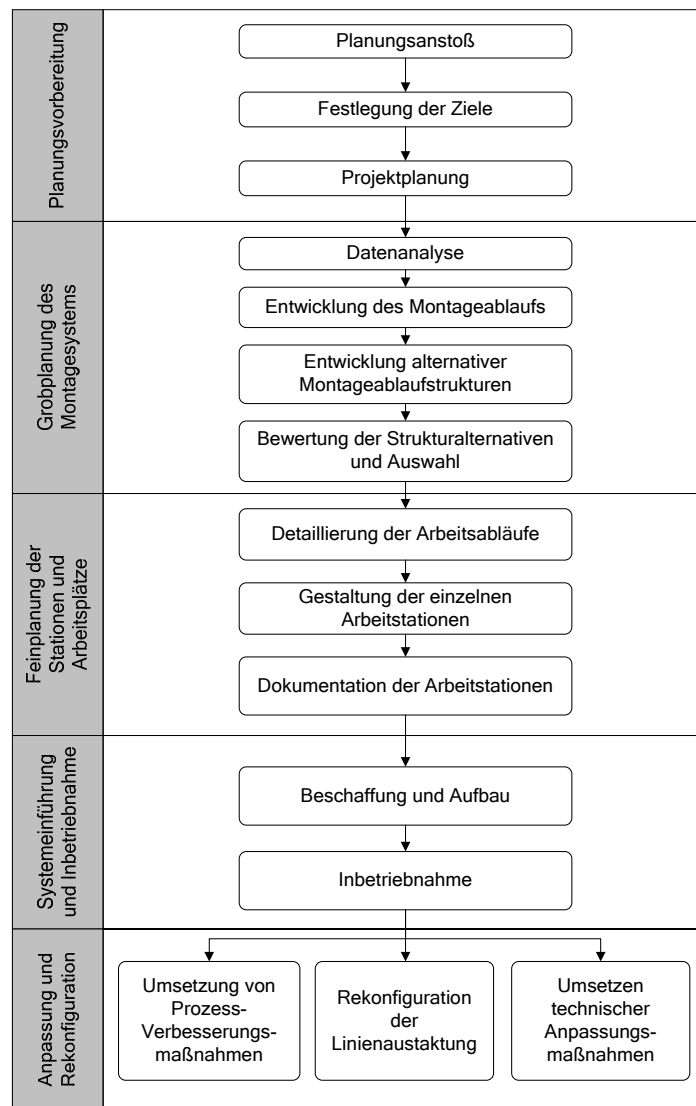 Planungsvorbereitung
Planungsanstoß
Festlegung der Ziele
Projektplanung
Grobplanung des
Montagesystems
Datenanalyse
Entwicklung des Montageablaufs
Entwicklung alternativer
Montageablaufstrukturen
Bewertung der Strukturalternativen
und Auswahl
Feinplanung der
Stationen und
Arbeitsplätze
Detaillierung der Arbeitsabläufe
Gestaltung der einzelnen
Arbeitstationen
Dokumentation der Arbeitstationen
Systemeinführung
und Inbetriebnahme
Beschaffung und Aufbau
Inbetriebnahme
Anpassung und
Rekonfiguration
Umsetzung von
Prozess-
Verbesserungs-
maßnahmen
Rekonfiguration
der
Linienaustaktung
Umsetzen
technischer
Anpassungs-
maßnahmen